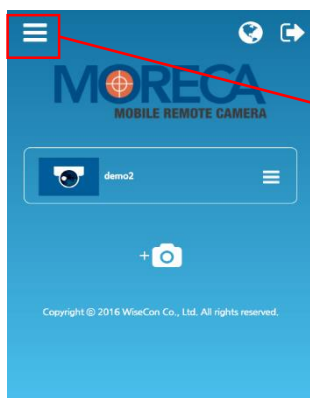 MORECA
MOBILE REMOTE CAMERA
demo2
+
Copyright © 2016 WiseCon Co., Ltd. All rights reserved.